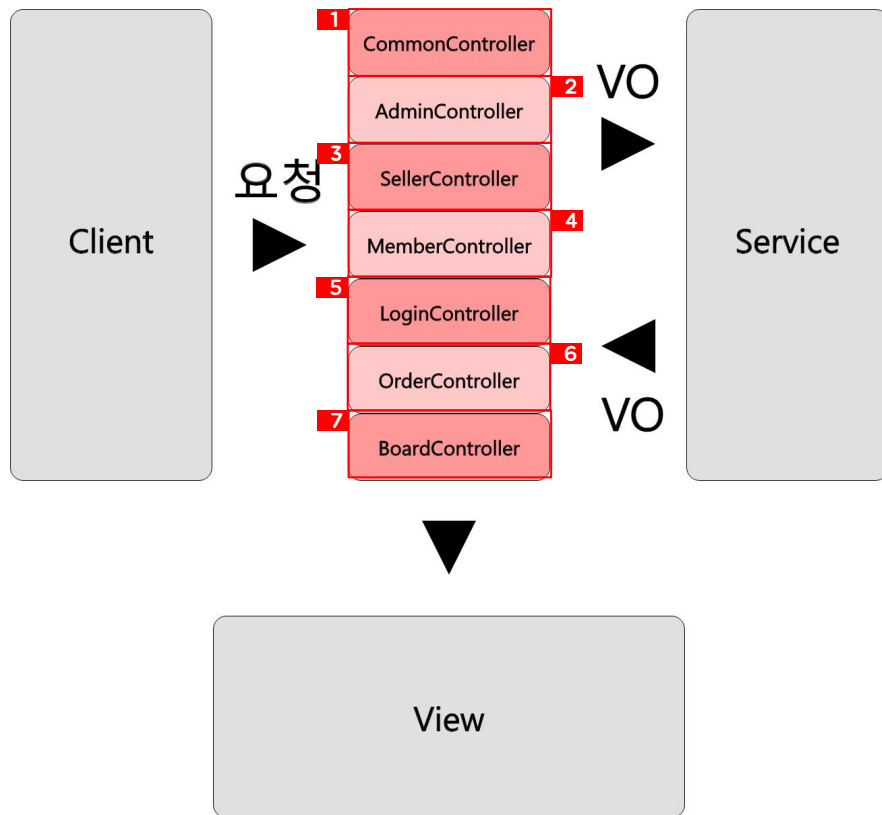 1
CommonController
2
VO
AdminController
3
요청
SellerController
4
Client
MemberController
Service
5
LoginController
6
OrderController
VO
7
BoardController
View